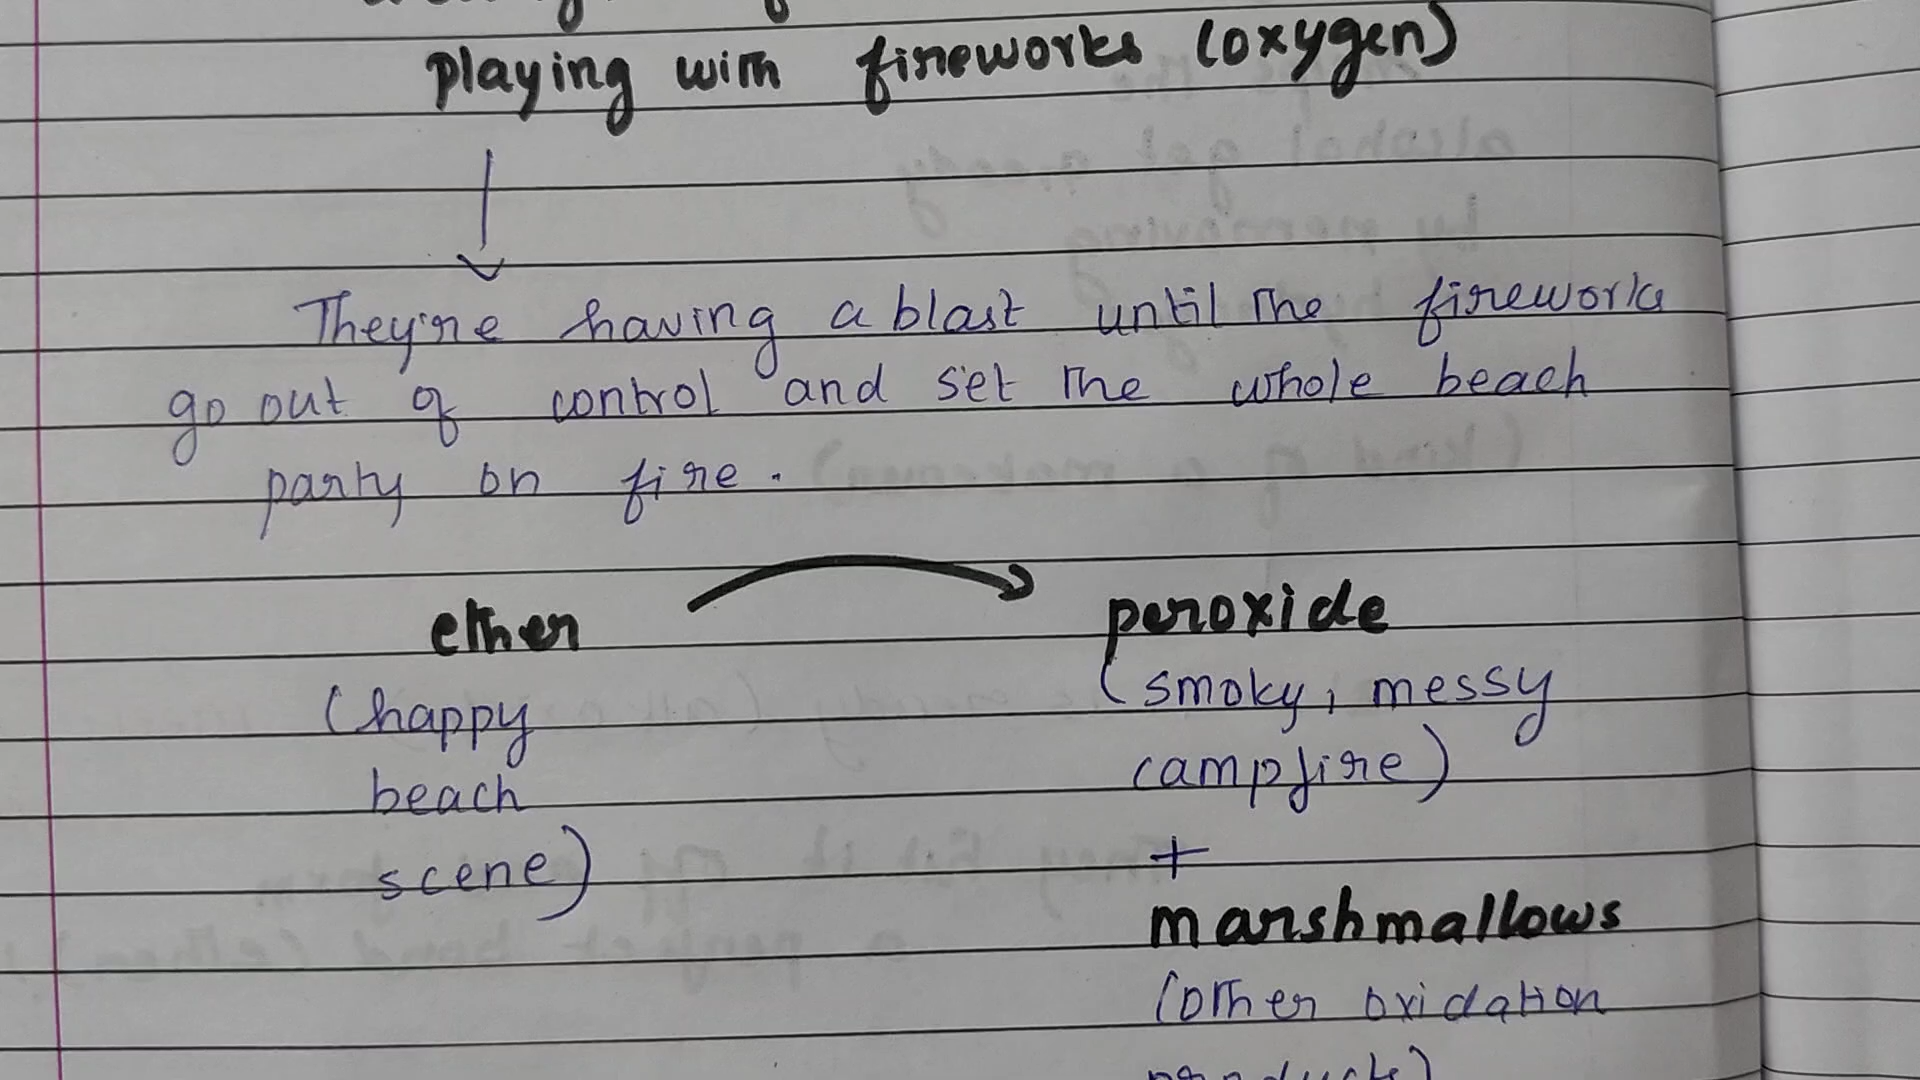 playing with fireworks (oxygen)
They're having a blast until the fireworks
go out of control and set the whole beach
party on fire.
ether
peroxide
(happy
beach
scene)
(smoky, messy
campfire)
+
marshmallows
(other oxidation
products)